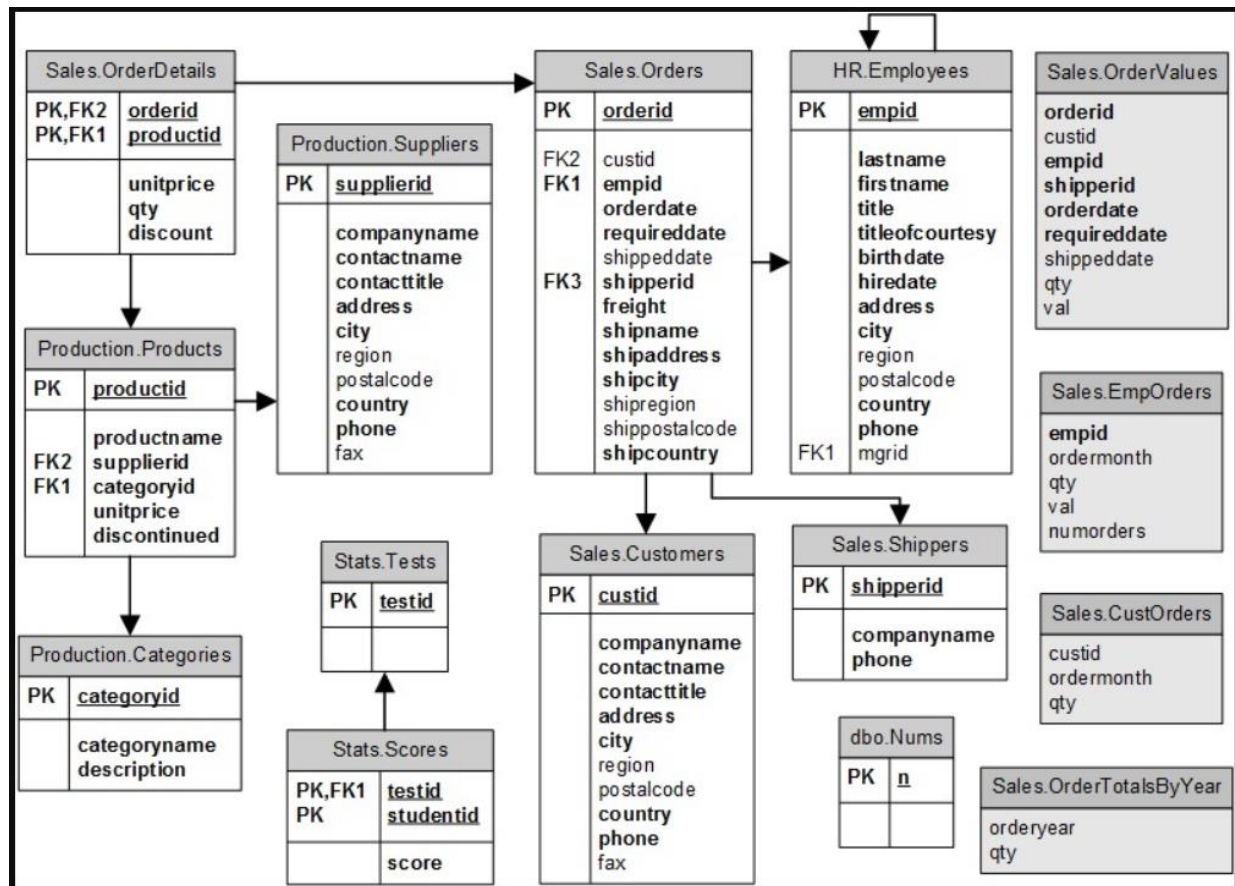 Sales.OrderDetails
PK,FK2 orderid
PK,FK1 productid
unitprice
qty
discount
Production.Suppliers
PK supplierid
companyname
contactname
contacttitle
address
city
region
postalcode
country
phone
fax
Sales.Orders
PK orderid
FK2 custid
FK1 empid
orderdate
requireddate
shippeddate
FK3 shipperid
freight
shipname
shipaddress
shipcity
shipregion
shippostalcode
shipcountry
HR.Employees
PK empid
lastname
firstname
title
titleofcourtesy
birthdate
hiredate
address
city
region
postalcode
country
phone
FK1 mgrid
Sales.OrderValues
orderid
custid
empid
shipperid
orderdate
requireddate
shippeddate
qty
val
Production.Products
PK productid
productname
FK2 supplierid
FK1 categoryid
unitprice
discontinued
Sales.EmpOrders
empid
ordermonth
qty
val
numorders
Stats.Tests
PK testid
Sales.Customers
PK custid
companyname
contactname
contacttitle
address
city
region
postalcode
country
phone
fax
Sales.Shippers
PK shipperid
companyname
phone
Sales.CustOrders
custid
ordermonth
qty
Production.Categories
PK categoryid
categoryname
description
Stats.Scores
PK,FK1 testid
PK studentid
score
dbo.Nums
PK n
Sales.OrderTotalsByYear
orderyear
qty